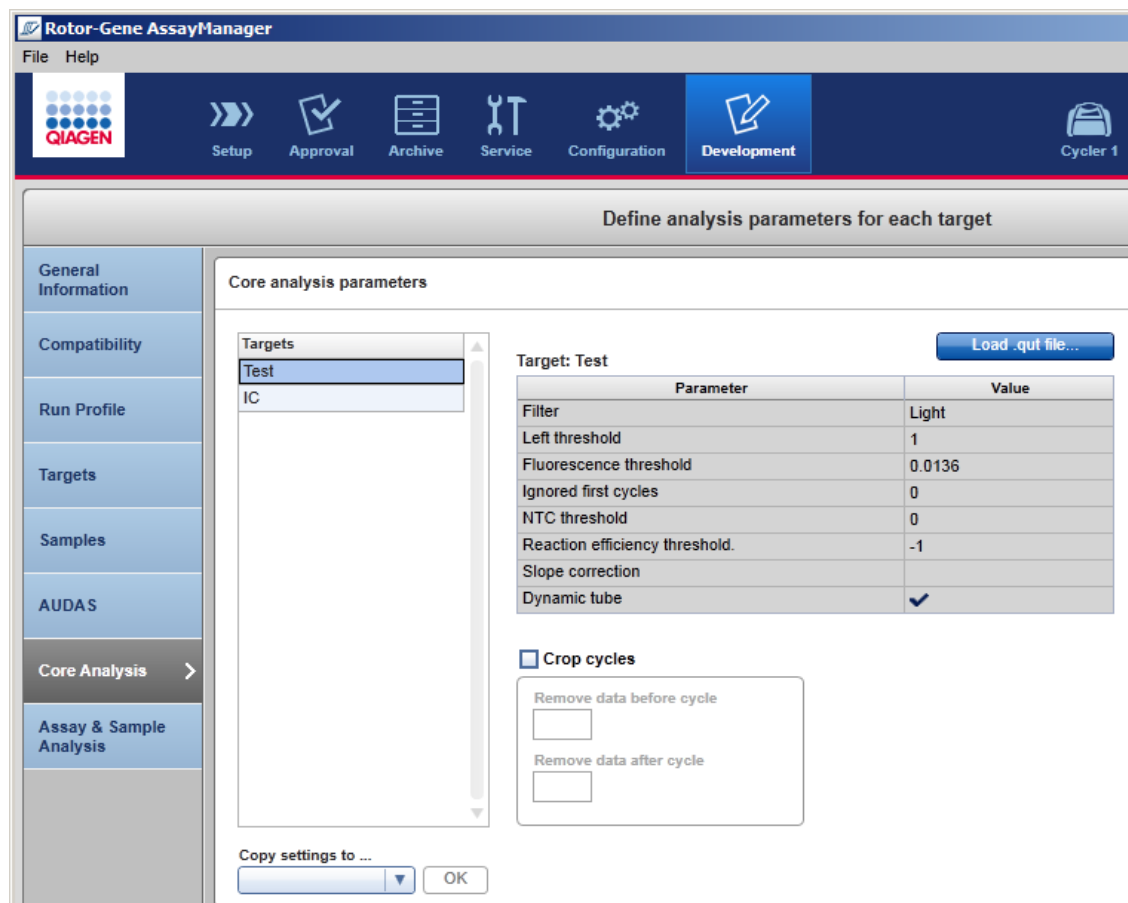 Rotor-Gene AssayManager
File Help
QIAGEN
Setup Approval Archive Service Configuration Development Cycler 1
Define analysis parameters for each target
General
Information
Compatibility
Run Profile
Targets
Samples
AUDAS
Core Analysis
Assay & Sample
Analysis
Core analysis parameters
Targets
Test
IC
Copy settings to ...
OK
Load .qut file...
Target: Test
Parameter Value
Filter Light
Left threshold 1
Fluorescence threshold 0.0136
Ignored first cycles 0
NTC threshold 0
Reaction efficiency threshold. -1
Slope correction
Dynamic tube
Crop cycles
Remove data before cycle
Remove data after cycle